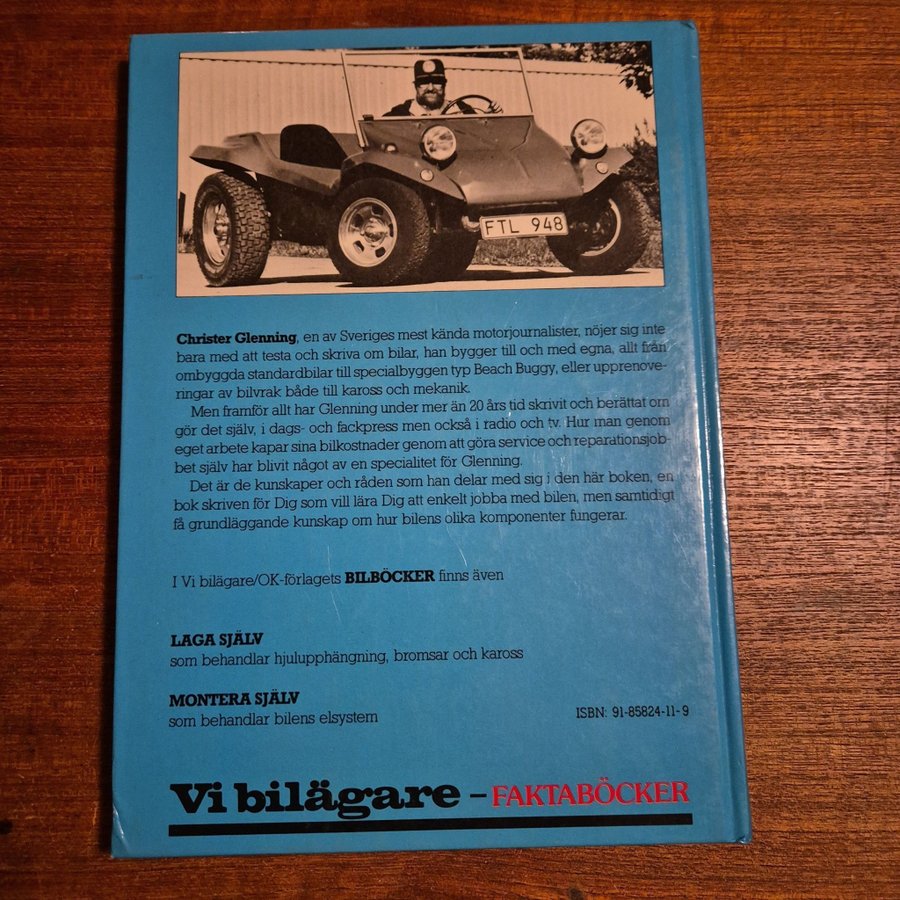 FTL 948
Christer Glenning, en av Sveriges mest kända motorjournalister, nöjer sig inte
bara med att testa och skriva om bilar, han bygger till och med egna, allt från
ombyggda standardbilar till specialbyggen typ Beach Buggy, eller upprenove-
ringar av bilvrak både till kaross och mekanik.
Men framför allt har Glenning under mer än 20 års tid skrivit och berättat om
gör det själv, i dags- och fackpress men också i radio och tv. Hur man genom
eget arbete kapar sina bilkostnader genom att göra service och reparationsjob-
bet själv har blivit något av en specialitet för Glenning.
Det är de kunskaper och råden som han delar med sig i den här boken, en
bok skriven för Dig som vill lära Dig att enkelt jobba med bilen, men samtidigt
få grundläggande kunskap om hur bilens olika komponenter fungerar.
I Vi bilägare/OK-förlagets BILBÖCKER finns även
LAGA SJÄLV
som behandlar hjulupphängning, bromsar och kaross
MONTERA SJÄLV
som behandlar bilens elsystem
ISBN: 91-85824-11-9
Vi bilägare – FAKTABÖCKER